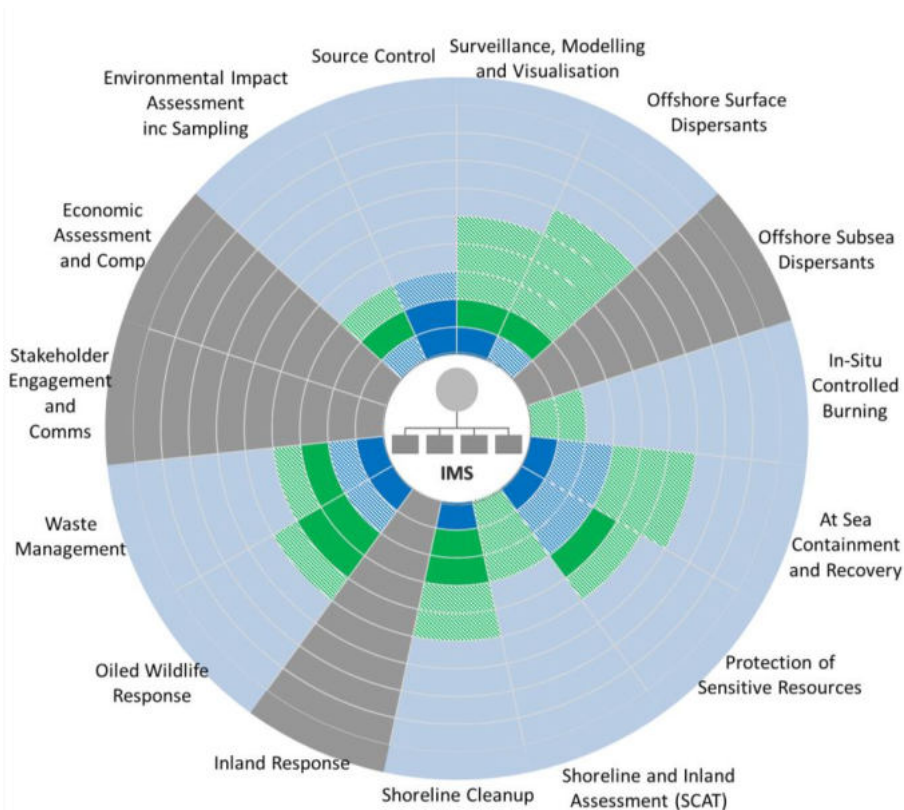 Source Control
Surveillance, Modelling
and Visualisation
Offshore Surface
Dispersants
Offshore Subsea
Dispersants
In-Situ
Controlled
Burning
At Sea
Containment
and Recovery
Protection of
Sensitive Resources
Shoreline and Inland
Assessment (SCAT)
Shoreline Cleanup
Inland Response
Oiled Wildlife
Response
Waste
Management
Stakeholder
Engagement
and
Comms
Economic
Assessment
and Comp
Environmental Impact
Assessment
inc Sampling
IMS